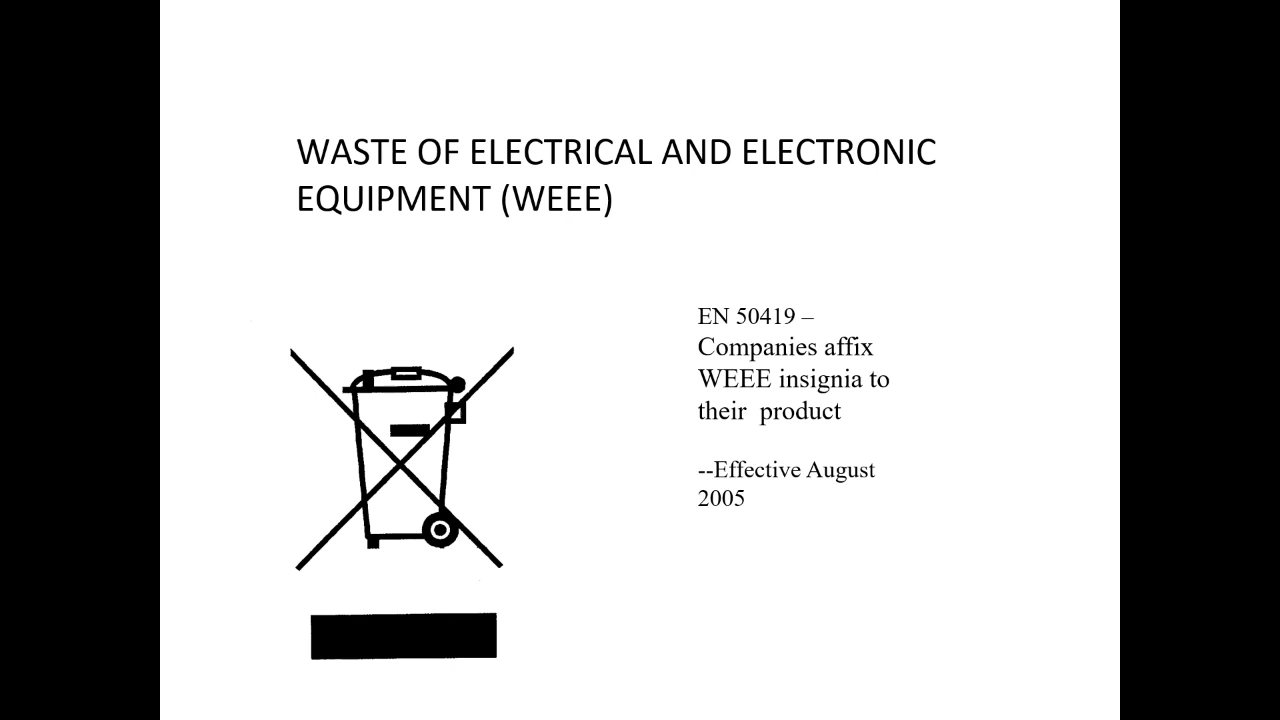 WASTE OF ELECTRICAL AND ELECTRONIC
EQUIPMENT (WEEE)
EN 50419 –
Companies affix
WEEE insignia to
their  product
--Effective August
2005